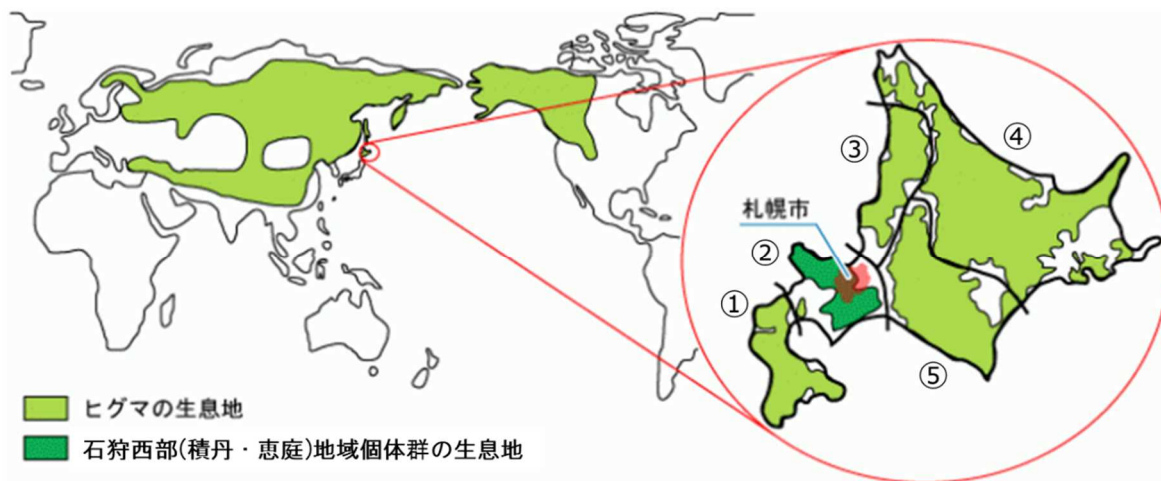 ③
④
札幌市
②
①
⑤
ヒグマの生息地
石狩西部(積丹・恵庭)地域個体群の生息地